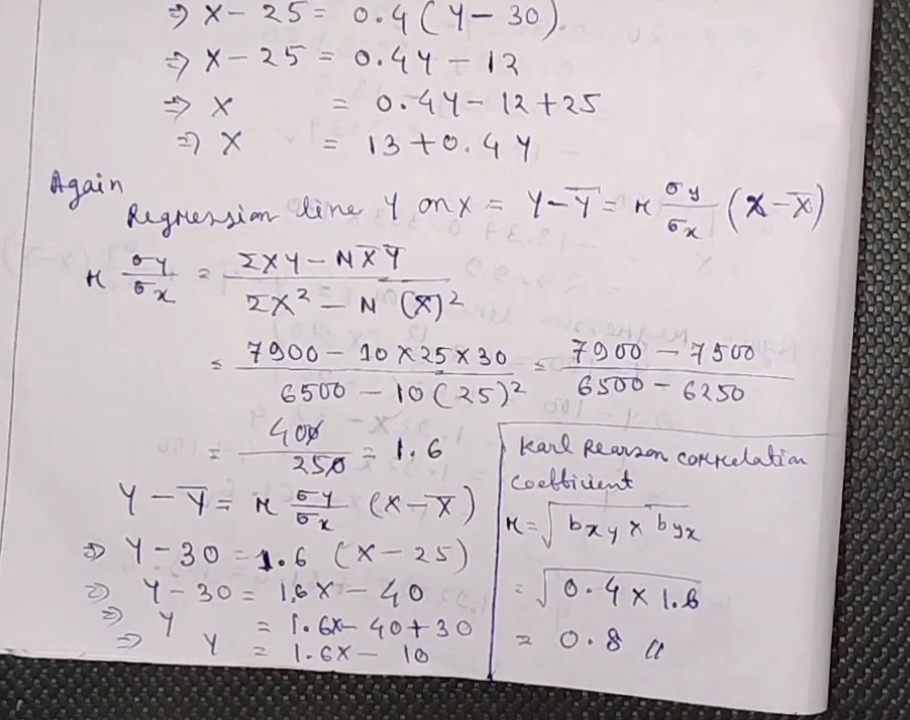 ⇒ X - 25 = 0.4 (Y - 30).
⇒ X - 25 = 0.4Y - 12
⇒ X = 0.4Y - 12 + 25
⇒ X = 13 + 0.4Y
Again
Regression line Y on X = Y - Y̅ = r σy/σx (X - X̅)
r σy/σx = (ΣXY - N X̅ Y̅)/(ΣX² - N (X̅)²)
= (7900 - 10 × 25 × 30)/(6500 - 10(25)²) = (7900 - 7500)/(6500 - 6250)
= 400/250 = 1.6
Y - Y̅ = r σy/σx (X - X̅)
⇒ Y - 30 = 1.6 (X - 25)
⇒ Y - 30 = 1.6X - 40
⇒ Y = 1.6X - 40 + 30
⇒ Y = 1.6X - 10
Karl Pearson correlation
coefficient
r = √(bxy × byx)
= √(0.4 × 1.6)
= 0.8 //